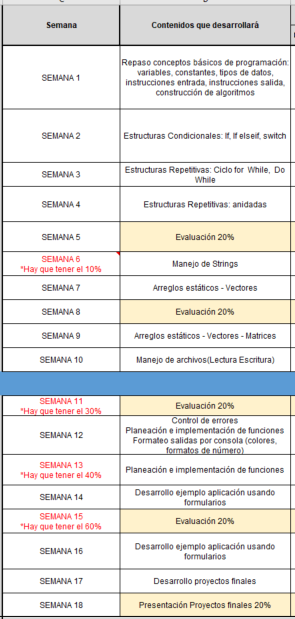 Semana
Contenidos que desarrollará
SEMANA 1
Repaso conceptos básicos de programación:
variables, constantes, tipos de datos,
instrucciones entrada, instrucciones salida,
construcción de algoritmos
SEMANA 2
Estructuras Condicionales: If, If elseif, switch
SEMANA 3
Estructuras Repetitivas: Ciclo for While, Do
While
SEMANA 4
Estructuras Repetitivas: anidadas
SEMANA 5
Evaluación 20%
SEMANA 6
*Hay que tener el 10%
Manejo de Strings
SEMANA 7
Arreglos estáticos - Vectores
SEMANA 8
Evaluación 20%
SEMANA 9
Arreglos estáticos - Vectores - Matrices
SEMANA 10
Manejo de archivos(Lectura Escritura)
SEMANA 11
*Hay que tener el 30%
Evaluación 20%
SEMANA 12
Control de errores
Planeación e implementación de funciones
Formateo salidas por consola (colores,
formatos de número)
SEMANA 13
*Hay que tener el 40%
Planeación e implementación de funciones
SEMANA 14
Desarrollo ejemplo aplicación usando
formularios
SEMANA 15
*Hay que tener el 60%
Evaluación 20%
SEMANA 16
Desarrollo ejemplo aplicación usando
formularios
SEMANA 17
Desarrollo proyectos finales
SEMANA 18
Presentación Proyectos finales 20%